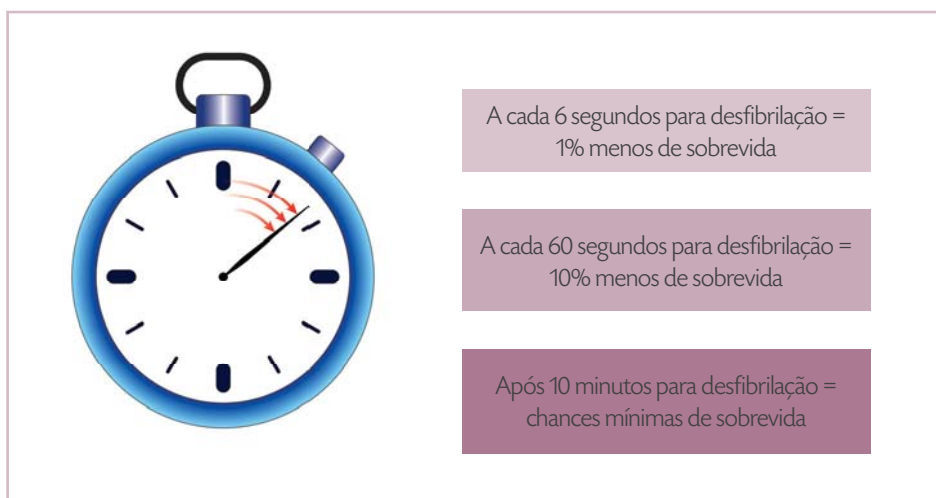 A cada 6 segundos para desfibrilação =
1% menos de sobrevida
A cada 60 segundos para desfibrilação =
10% menos de sobrevida
Após 10 minutos para desfibrilação =
chances mínimas de sobrevida